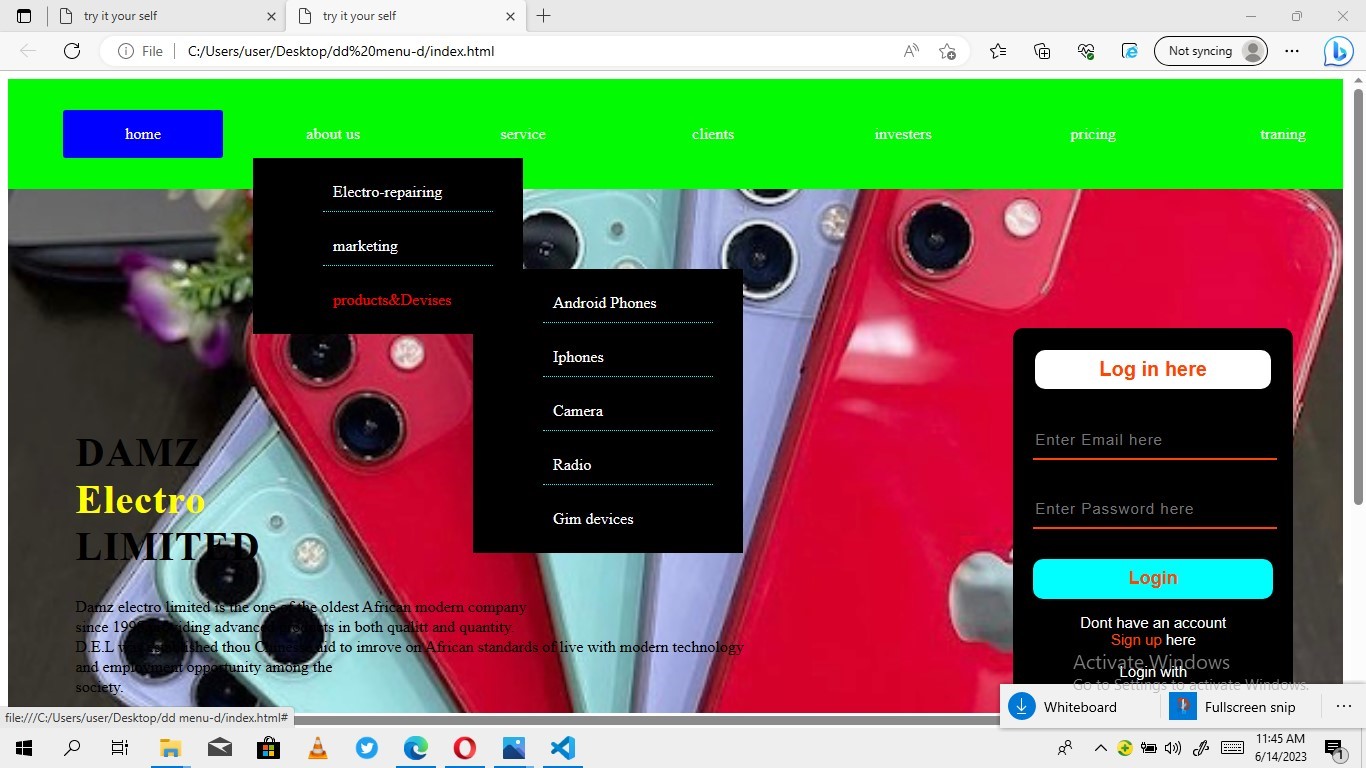 try it your self
try it your self
File
C:/Users/user/Desktop/dd%20menu-d/index.html
Not syncing
home about us service clients investers pricing traning
Electro-repairing
marketing
products&Devises
Android Phones
Iphones
Camera
Radio
Gim devices
Log in here
Enter Email here
Enter Password here
Login
Dont have an account
Sign up here
Login with
DAMZ
Electro
LIMITED
Damz electro limited is the one of the oldest African modern company
since advance in both qualitt and quantity.
D.E.L thou aid to imrove on African standards of live with modern technology
and employment opportunity among the
society.
Activate Windows
Go to Settings to activate Windows.
Whiteboard
Fullscreen snip
file:///C:/Users/user/Desktop/dd menu-d/index.html#
11:45 AM
6/14/2023
1